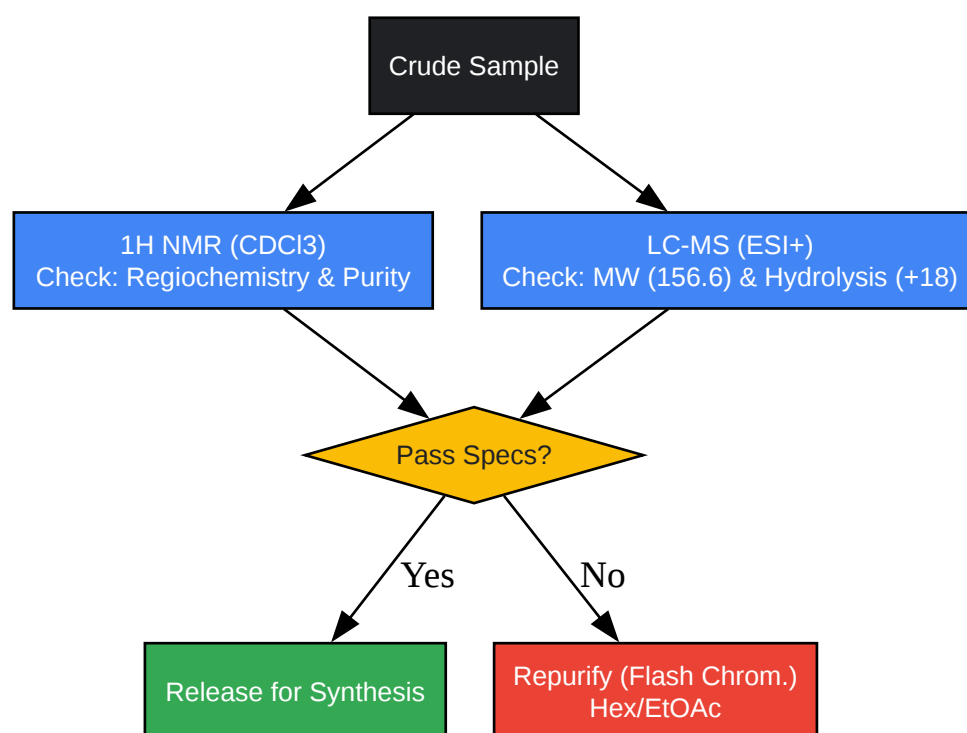 Crude Sample
1H NMR (CDCl3)
Check: Regiochemistry & Purity
LC-MS (ESI+)
Check: MW (156.6) & Hydrolysis (+18)
Pass Specs?
Yes
No
Release for Synthesis
Repurify (Flash Chrom.)
Hex/EtOAc